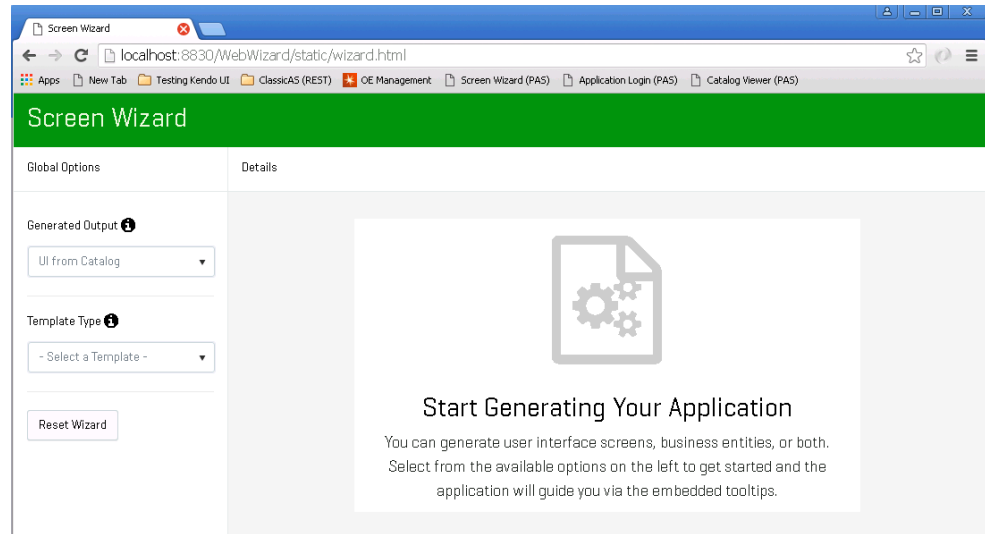 Screen Wizard
localhost:8830/WebWizard/static/wizard.html
Apps New Tab Testing Kendo UI ClassicAS (REST) OE Management Screen Wizard (PAS) Application Login (PAS) Catalog Viewer (PAS)
Screen Wizard
Global Options Details
Generated Output
UI from Catalog
Template Type
- Select a Template -
Reset Wizard
Start Generating Your Application
You can generate user interface screens, business entities, or both.
Select from the available options on the left to get started and the
application will guide you via the embedded tooltips.